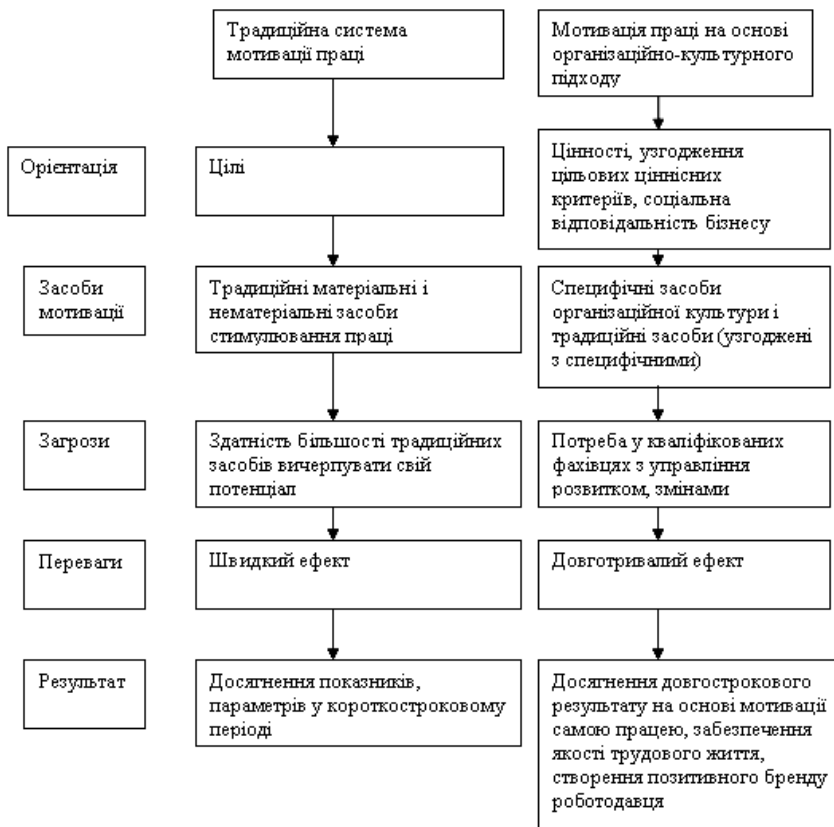 Традиційна система
мотивації праці
Мотивація праці на основі
організаційно-культурного
підходу
Орієнтація
Цілі
Цінності, узгодження
цільових ціннісних
критеріїв, соціальна
відповідальність бізнесу
Засоби
мотивації
Традиційні матеріальні і
нематеріальні засоби
стимулювання праці
Специфічні засоби
організаційної культури і
традиційні засоби (узгоджені
з специфічними)
Загрози
Здатність більшості традиційних
засобів вичерпувати свій
потенціал
Потреба у кваліфікованих
фахівцях з управління
розвитком, змінами
Переваги
Швидкий ефект
Довготривалий ефект
Результат
Досягнення показників,
параметрів у короткостроковому
періоді
Досягнення довгострокового
результату на основі мотивації
самою працею, забезпечення
якості трудового життя,
створення позитивного бренду
роботодавця